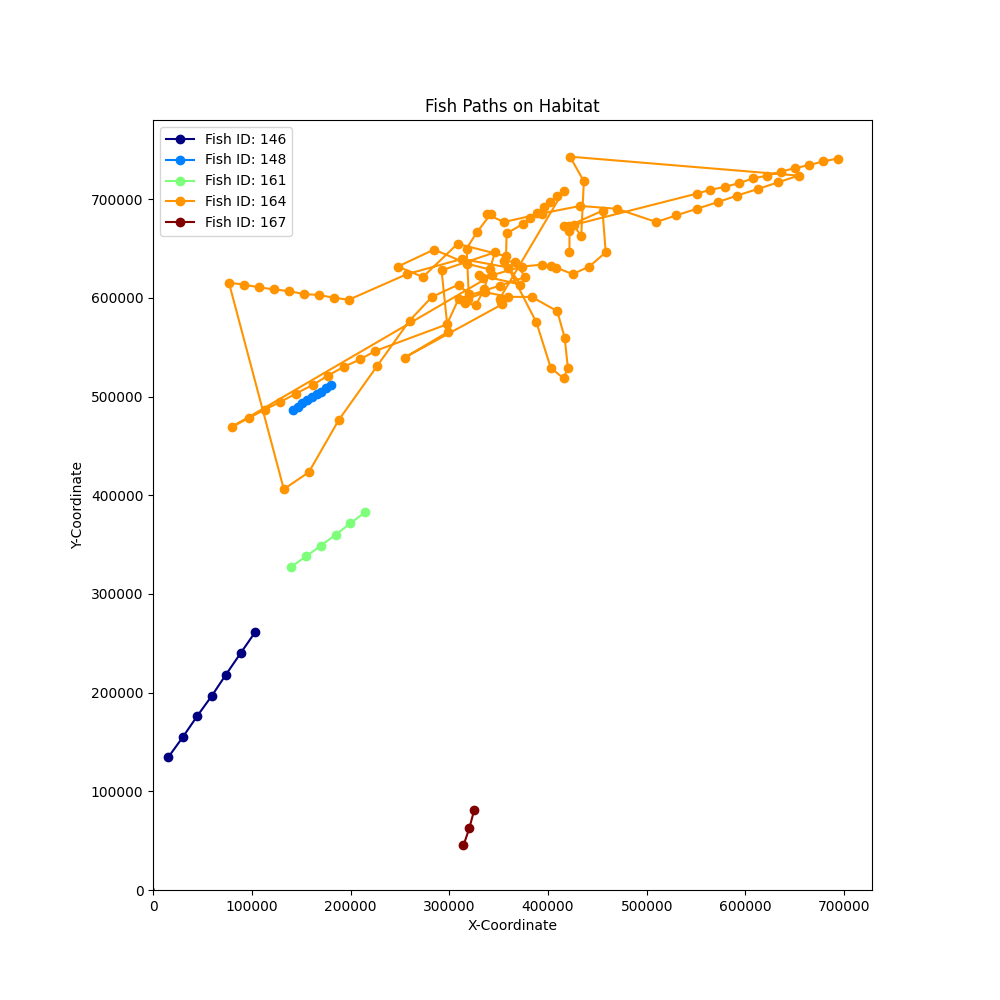 Fish Paths on Habitat
Fish ID: 146
Fish ID: 148
Fish ID: 161
Fish ID: 164
Fish ID: 167
700000
600000
500000
400000
300000
200000
100000
0
Y-Coordinate
0 100000 200000 300000 400000 500000 600000 700000
X-Coordinate